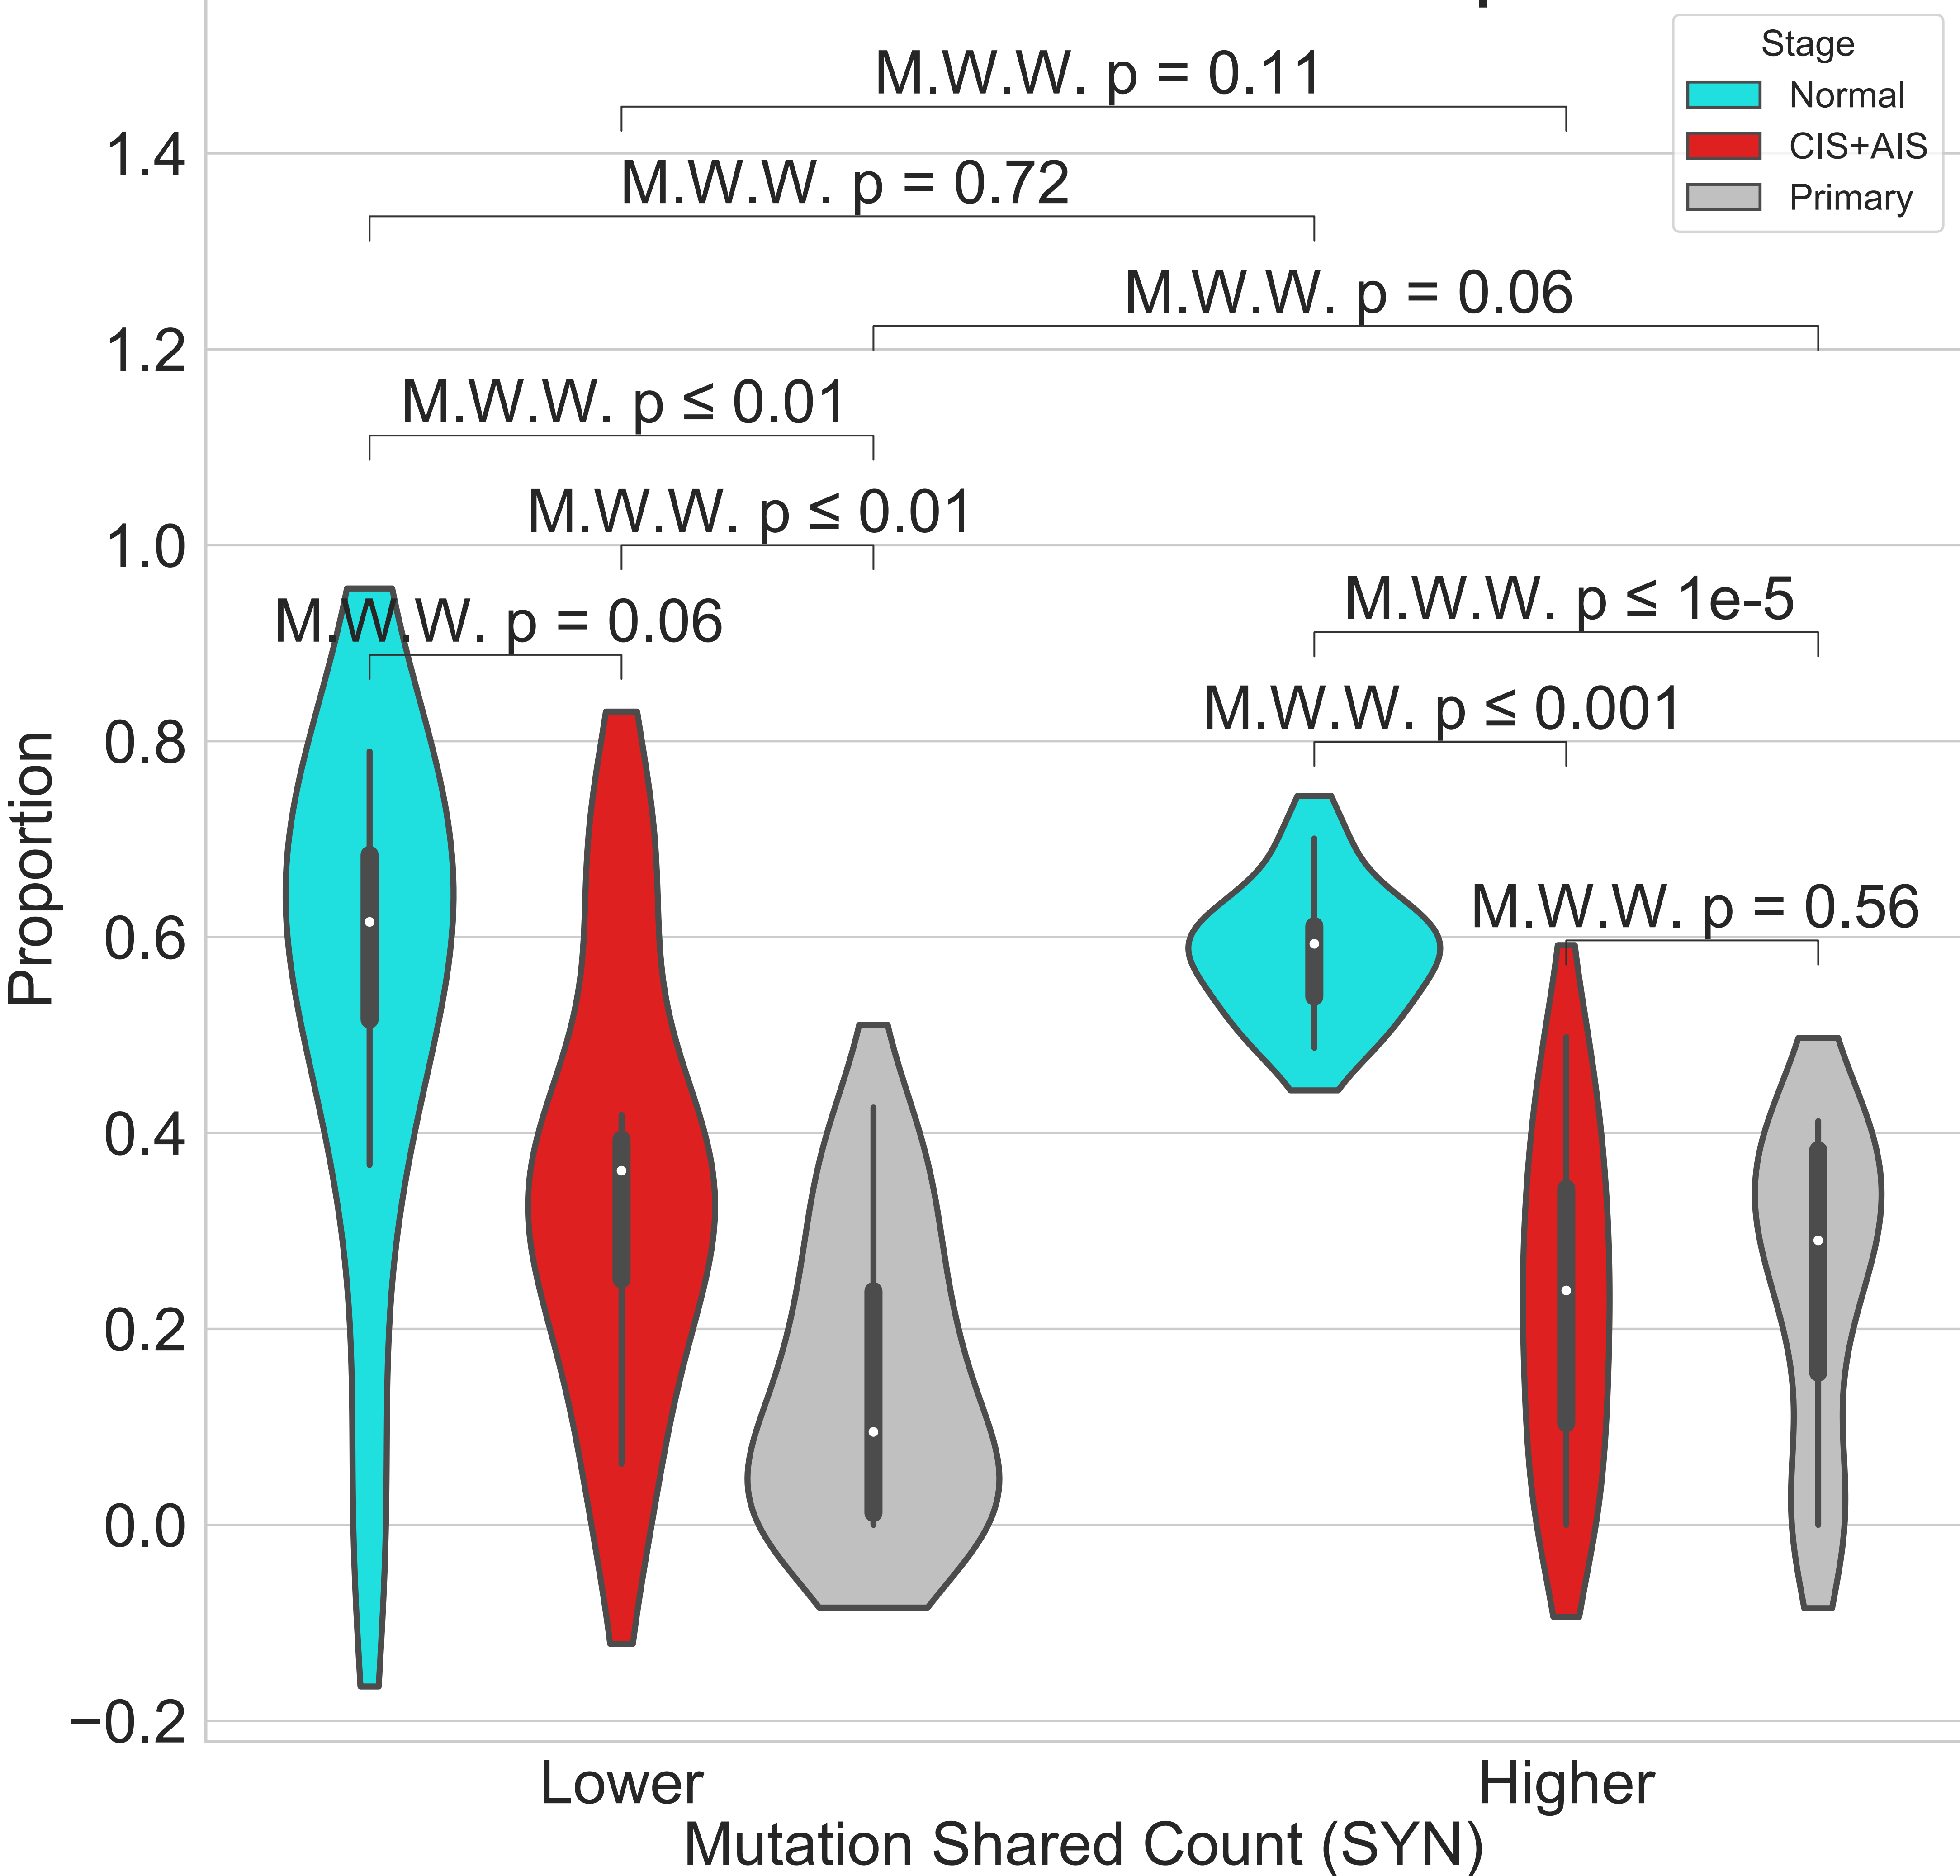 Stage
Normal
CIS+AIS
Primary
M.W.W. p = 0.11
M.W.W. p = 0.72
M.W.W. p = 0.06
M.W.W. p ≤ 0.01
M.W.W. p ≤ 0.01
M.W.W. p = 0.06
M.W.W. p ≤ 1e-5
M.W.W. p ≤ 0.001
M.W.W. p = 0.56
1.4
1.2
1.0
0.8
0.6
0.4
0.2
0.0
−0.2
Proportion
Lower
Higher
Mutation Shared Count (SYN)